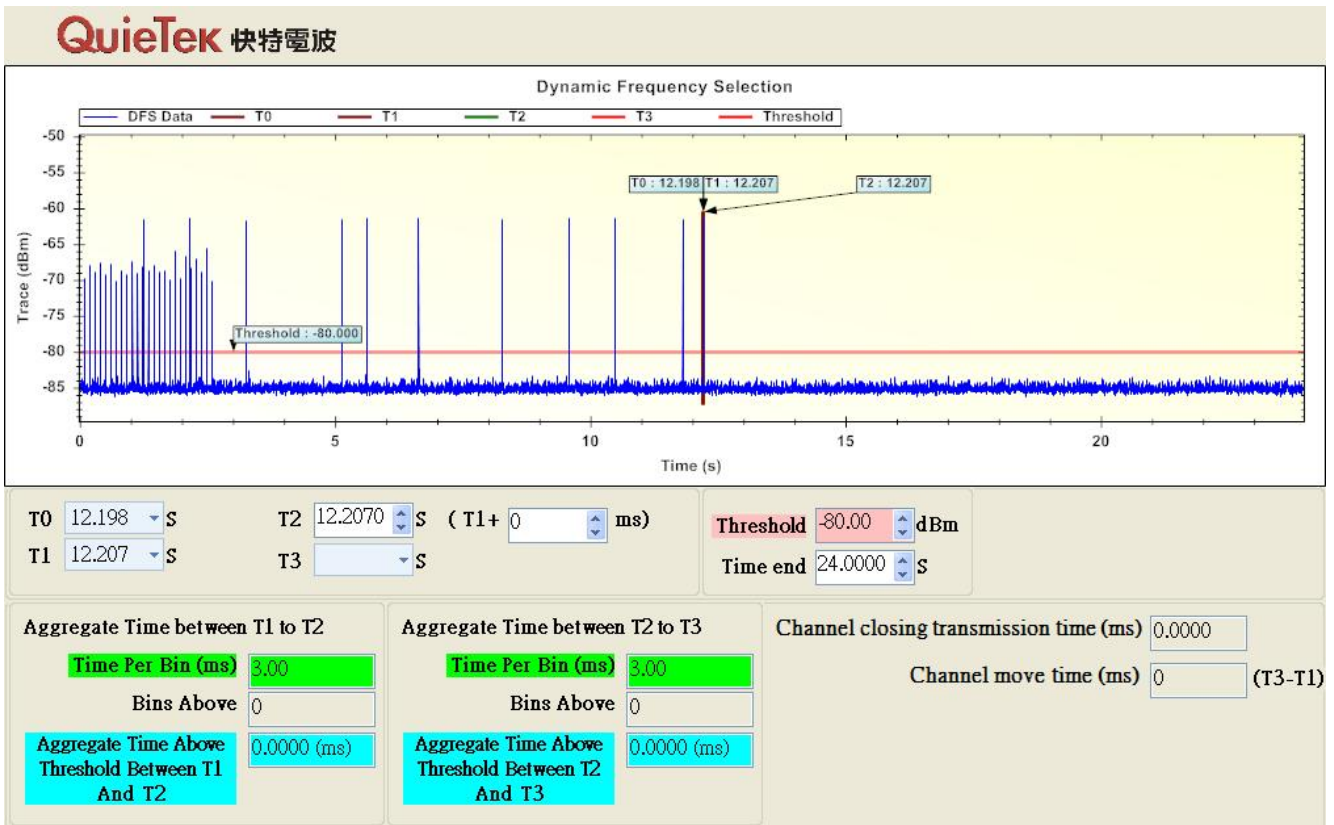 QuieTek 快特電波
Dynamic Frequency Selection
DFS Data T0 T1 T2 T3 Threshold
-50
-55
-60
-65
-70
-75
-80
-85
Trace (dBm)
T0 : 12.198 T1 : 12.207 T2 : 12.207
Threshold : -80.000
0 5 10 15 20
Time (s)
T0 12.198 S T2 12.2070 S ( T1+ 0 ms) Threshold -80.00 dBm
T1 12.207 S T3 S Time end 24.0000 S
Aggregate Time between T1 to T2
Time Per Bin (ms) 3.00
Bins Above 0
Aggregate Time Above
Threshold Between T1
And T2
0.0000 (ms)
Aggregate Time between T2 to T3
Time Per Bin (ms) 3.00
Bins Above 0
Aggregate Time Above
Threshold Between T2
And T3
0.0000 (ms)
Channel closing transmission time (ms) 0.0000
Channel move time (ms) 0 (T3-T1)